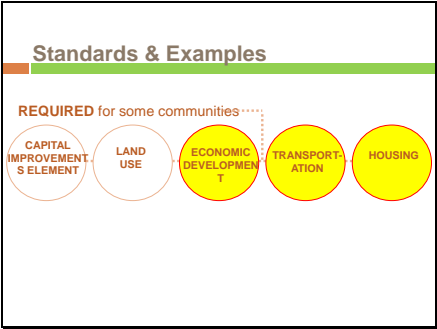 Standards & Examples
REQUIRED for some communities
CAPITAL
IMPROVEMENT
S ELEMENT
LAND
USE
ECONOMIC
DEVELOPMEN
T
TRANSPORT-
ATION
HOUSING